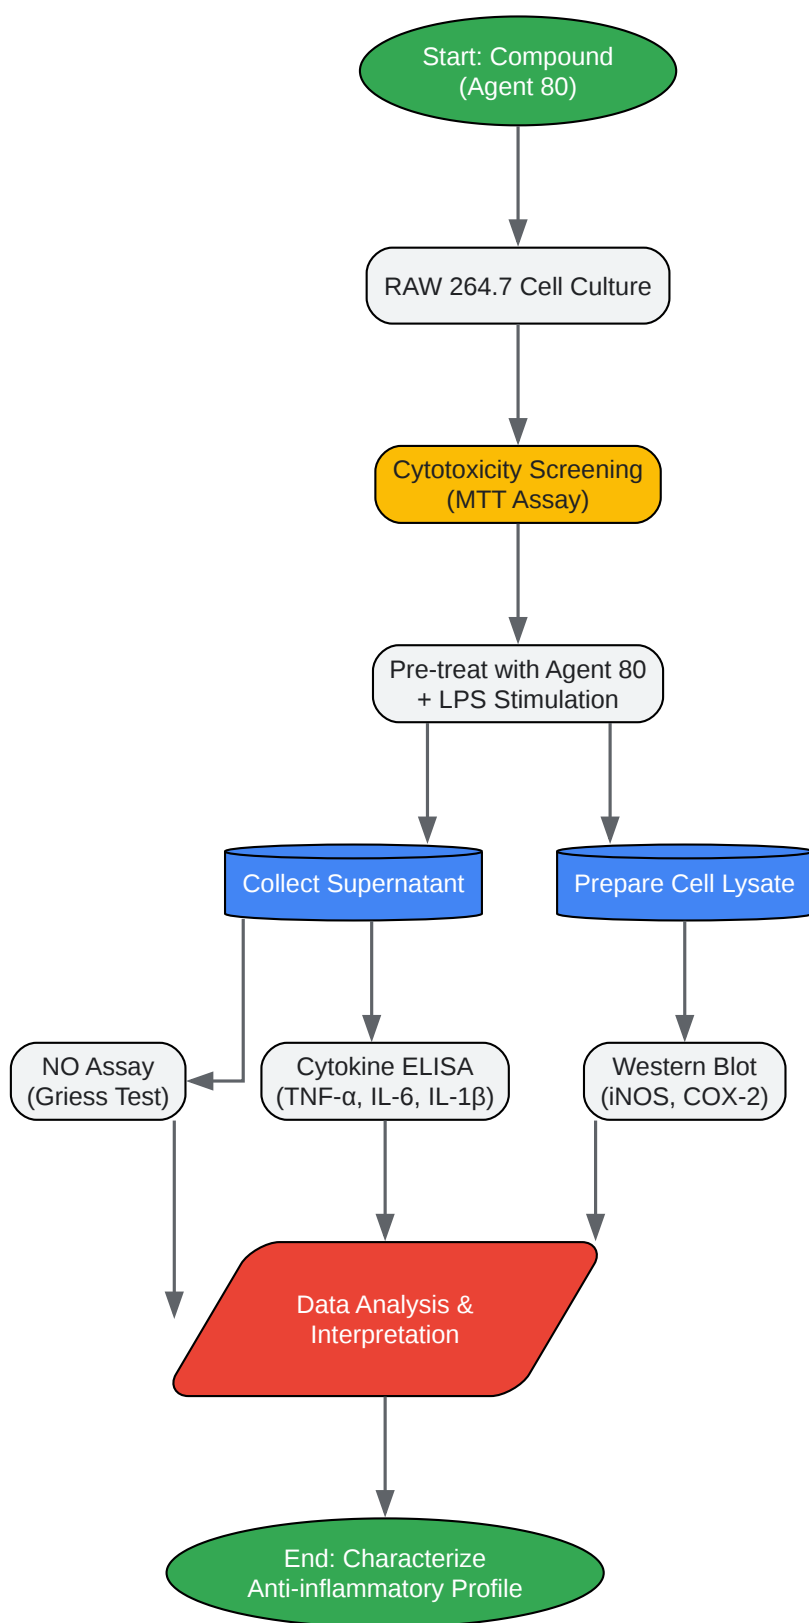 Start: Compound
(Agent 80)
RAW 264.7 Cell Culture
Cytotoxicity Screening
(MTT Assay)
Pre-treat with Agent 80
+ LPS Stimulation
Collect Supernatant
Prepare Cell Lysate
NO Assay
(Griess Test)
Cytokine ELISA
(TNF-α, IL-6, IL-1β)
Western Blot
(iNOS, COX-2)
Data Analysis &
Interpretation
End: Characterize
Anti-inflammatory Profile